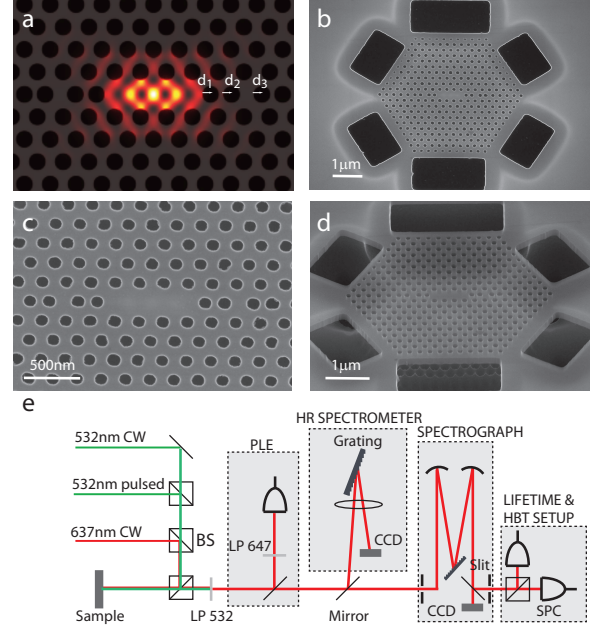 a
d1 d2 d3
b
1μm
c
500nm
d
1μm
e
532nm CW
532nm pulsed
637nm CW
BS
Sample
LP 532
PLE
LP 647
HR SPECTROMETER
Grating
CCD
Mirror
SPECTROGRAPH
Slit
CCD
LIFETIME &
HBT SETUP
SPC